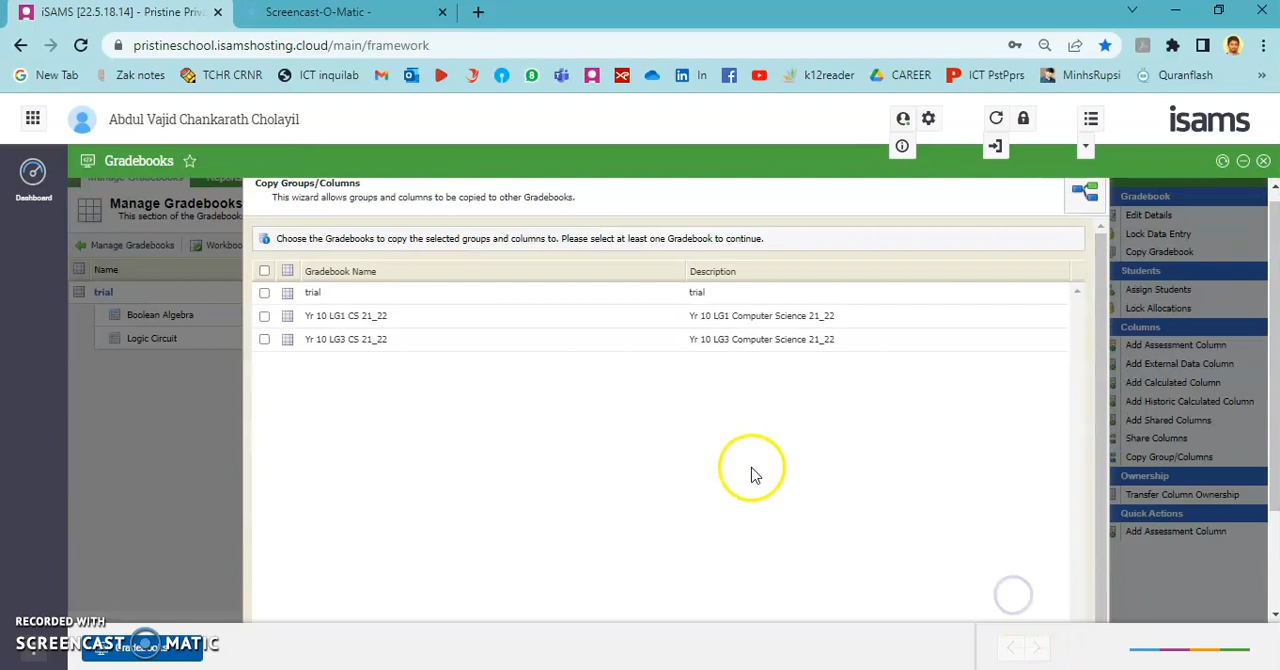 iSAMS [22.5.18.14] - Pristine Priv
Screencast-O-Matic -
pristineschool.isamshosting.cloud/main/framework
New Tab
Zak notes
TCHR CRNR
ICT inquilab
In
k12reader
CAREER
ICT PstPprs
MinhsRupsi
Quranflash
Abdul Vajid Chankarath Cholayil
isams
Gradebooks
Dashboard
Manage Gradebooks
Manage Gradebooks
This section of the Gradebook
Manage Gradebooks
Workboo
Name
trial
Boolean Algebra
Logic Circuit
Copy Groups/Columns
This wizard allows groups and columns to be copied to other Gradebooks.
Choose the Gradebooks to copy the selected groups and columns to. Please select at least one Gradebook to continue.
Gradebook Name Description
trial trial
Yr 10 LG1 CS 21_22 Yr 10 LG1 Computer Science 21_22
Yr 10 LG3 CS 21_22 Yr 10 LG3 Computer Science 21_22
Gradebook
Edit Details
Lock Data Entry
Copy Gradebook
Students
Assign Students
Lock Allocations
Columns
Add Assessment Column
Add External Data Column
Add Calculated Column
Add Historic Calculated Column
Add Shared Columns
Share Columns
Copy Group/Columns
Ownership
Transfer Column Ownership
Quick Actions
Add Assessment Column
RECORDED WITH
SCREENCAST MATIC